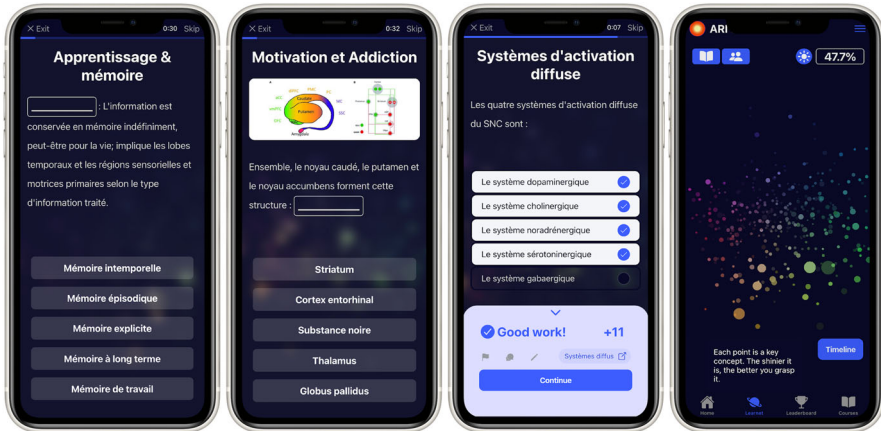 Exit
0:30 Skip
Apprentissage &
mémoire
: L'information est
conservée en mémoire indéfiniment,
peut-être pour la vie; implique les lobes
temporaux et les régions sensorielles et
motrices primaires selon le type
d'information traité.
Mémoire intemporelle
Mémoire épisodique
Mémoire explicite
Mémoire à long terme
Mémoire de travail
Exit
0:32 Skip
Motivation et Addiction
Caudate
Putamen
Amygdala
Ensemble, le noyau caudé, le putamen et
le noyau accumbens forment cette
structure :
Striatum
Cortex entorhinal
Substance noire
Thalamus
Globus pallidus
Exit
0:07 Skip
Systèmes d'activation
diffuse
Les quatre systèmes d'activation diffuse
du SNC sont :
Le système dopaminergique
Le système cholinergique
Le système noradrénergique
Le système sérotoninergique
Le système gabaergique
Good work! +11
Systèmes diffus
Continue
ARI
47.7%
Each point is a key
concept. The shinier it
is, the better you grasp
it.
Timeline
Home
Learnet
Leaderboard
Courses